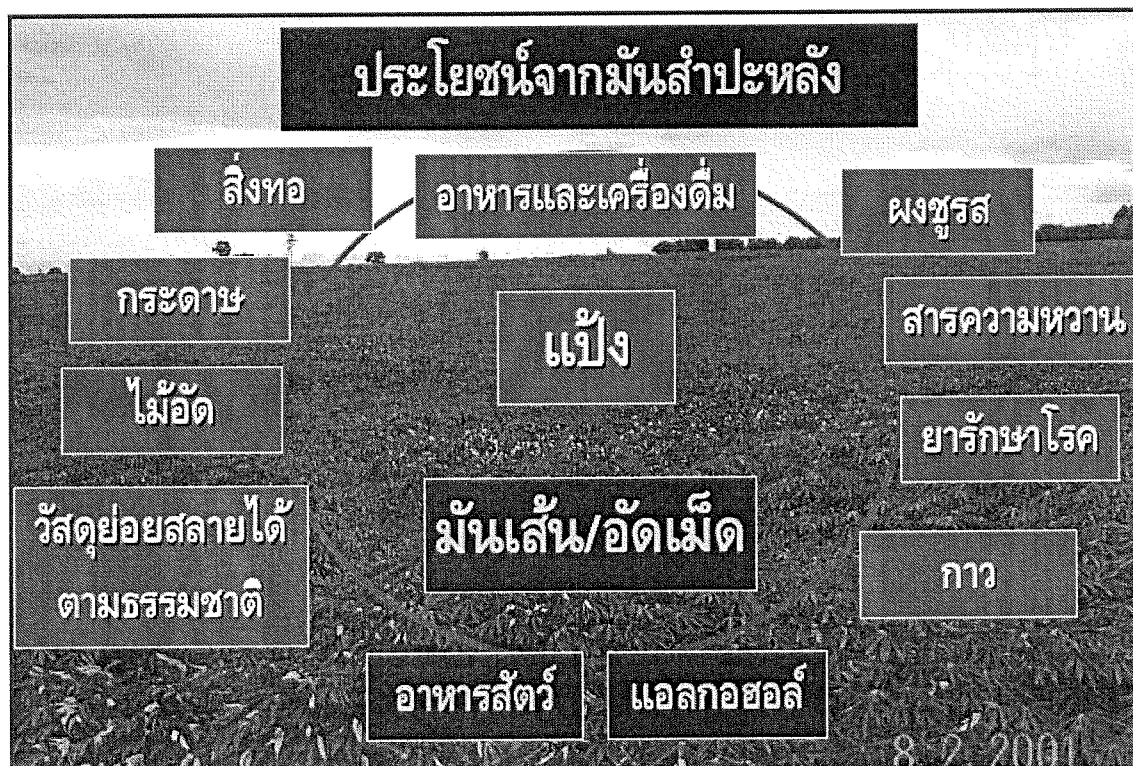 ประโยชน์จากมันสำปะหลัง
สิ่งทอ
อาหารและเครื่องดื่ม
ผงชูรส
กระดาษ
แป้ง
สารความหวาน
ไม้อัด
ยารักษาโรค
วัสดุย่อยสลายได้
ตามธรรมชาติ
มันเส้น/อัดเม็ด
กาว
อาหารสัตว์
แอลกอฮอล์
8 2 2001